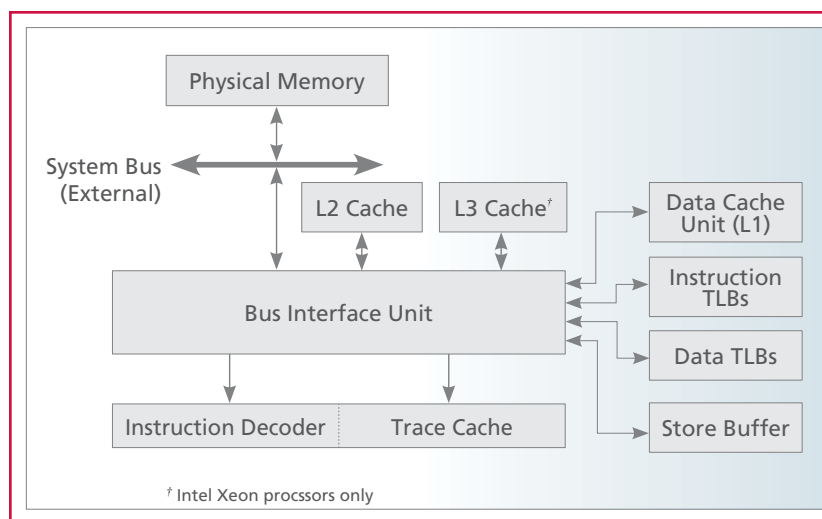 Physical Memory
System Bus
(External)
L2 Cache
L3 Cache†
Data Cache
Unit (L1)
Instruction
TLBs
Bus Interface Unit
Data TLBs
Instruction Decoder
Trace Cache
Store Buffer
† Intel Xeon procssors only